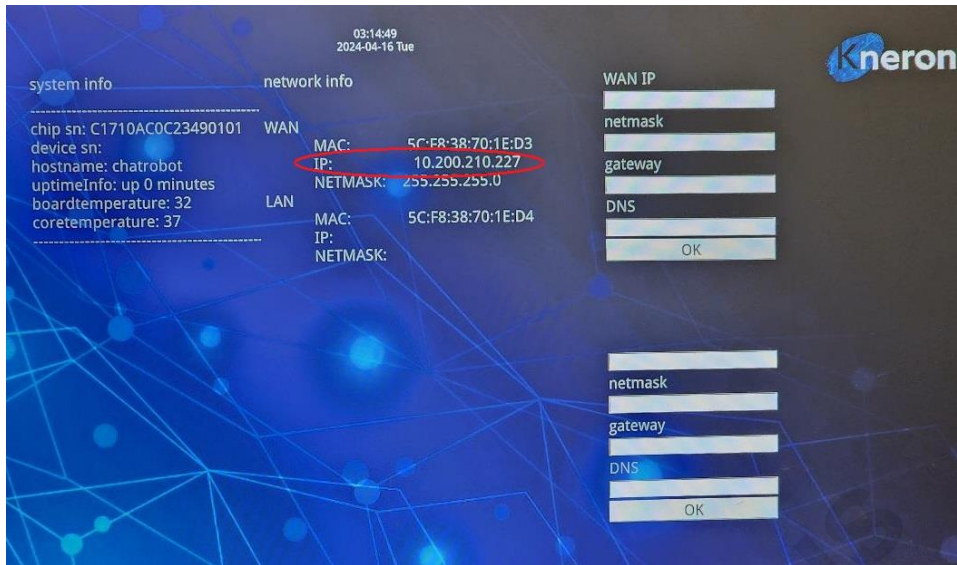 03:14:49
2024-04-16 Tue
Kneron
system info
-------------------------------------------
chip sn: C1710AC0C23490101
device sn:
hostname: chatrobot
uptimeInfo: up 0 minutes
boardtemperature: 32
coretemperature: 37
-------------------------------------------
network info
WAN
MAC: 5C:F8:38:70:1E:D3
IP: 10.200.210.227
NETMASK: 255.255.255.0
LAN
MAC: 5C:F8:38:70:1E:D4
IP:
NETMASK:
WAN IP
netmask
gateway
DNS
OK
netmask
gateway
DNS
OK